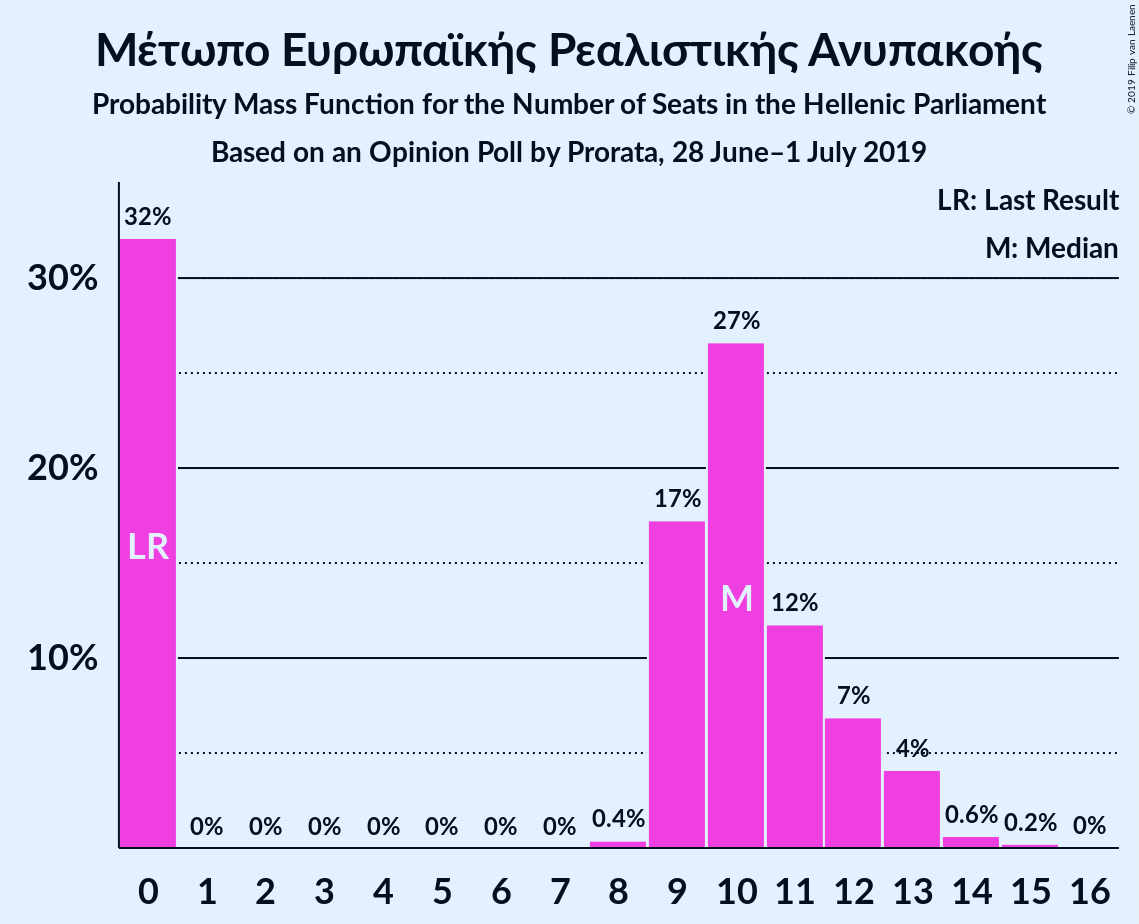 Μέτωπο Ευρωπαϊκής Ρεαλιστικής Ανυπακοής
Probability Mass Function for the Number of Seats in the Hellenic Parliament
Based on an Opinion Poll by Prorata, 28 June–1 July 2019
© 2019 Filip van Laenen
LR: Last Result
M: Median
32%
30%
27%
20%
17%
LR
M
12%
10%
7%
4%
0% 0% 0% 0% 0% 0% 0% 0.4% 0.6% 0.2% 0%
0 1 2 3 4 5 6 7 8 9 10 11 12 13 14 15 16